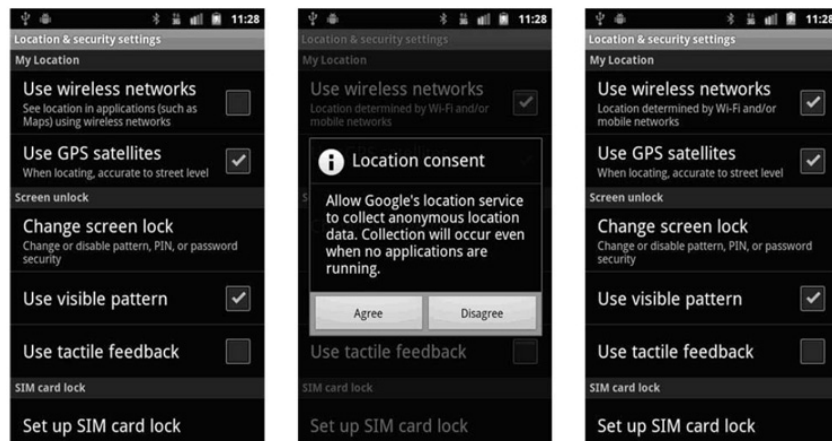 11:28
Location & security settings
My Location
Use wireless networks
See location in applications (such as
Maps) using wireless networks
Use GPS satellites
When locating, accurate to street level
Screen unlock
Change screen lock
Change or disable pattern, PIN, or password
security
Use visible pattern
Use tactile feedback
SIM card lock
Set up SIM card lock
11:28
Location & security settings
My Location
Use wireless networks
Location determined by Wi-Fi and/or
mobile networks
Location consent
Allow Google's location service
to collect anonymous location
data. Collection will occur even
when no applications are
running.
Agree
Disagree
Use tactile feedback
SIM card lock
Set up SIM card lock
11:28
Location & security settings
My Location
Use wireless networks
Location determined by Wi-Fi and/or
mobile networks
Use GPS satellites
When locating, accurate to street level
Screen unlock
Change screen lock
Change or disable pattern, PIN, or password
security
Use visible pattern
Use tactile feedback
SIM card lock
Set up SIM card lock